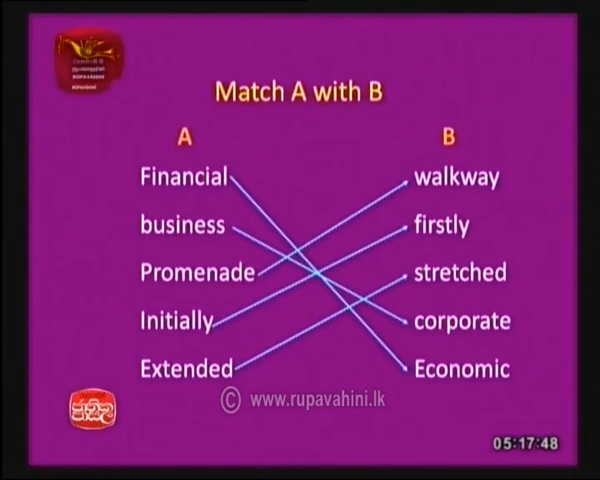 Match A with B
A B
Financial walkway
business firstly
Promenade stretched
Initially corporate
Extended Economic
© www.rupavahini.lk
05:17:48